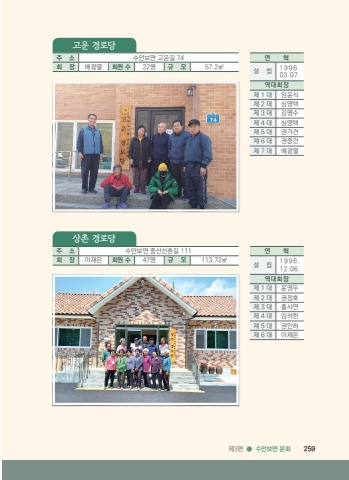 고운 경로당
주 소 수안보면 고운길 74
회 장 배광열 회원 수 22명 규 모 57.2㎡
연 혁
설 립 1996. 03.07.
역대회장
제 1 대 임윤식
제 2 대 심영택
제 3 대 김영수
제 4 대 심영택
제 5 대 권가건
제 6 대 권중건
제 7 대 배광열
고운 경로당
74
상촌 경로당
주 소 수안보면 중산신촌길 111
회 장 이재은 회원 수 47명 규 모 113.72㎡
연 혁
설 립 1996. 12.06.
역대회장
제 1 대 윤명두
제 2 대 권정호
제 3 대 홍사면
제 4 대 김석한
제 5 대 권인하
제 6 대 이재은
제3편 ● 수안보면 문화 259